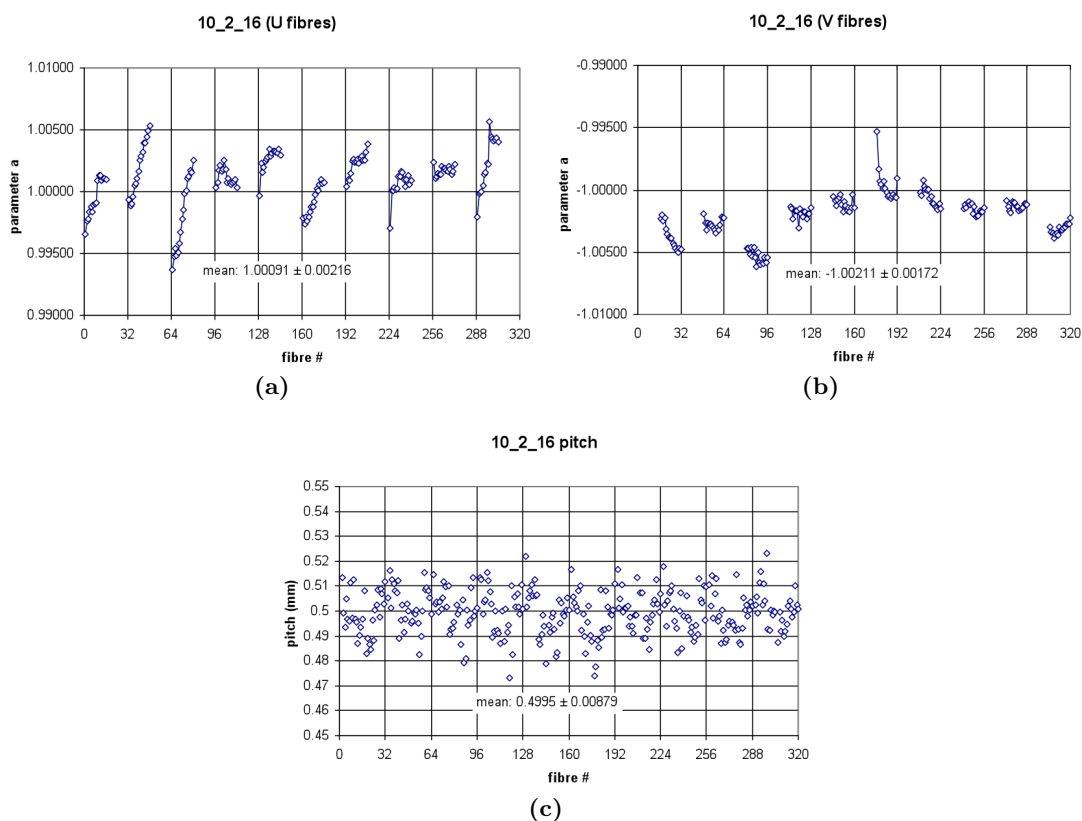 10_2_16 (U fibres)
1.01000
1.00500
1.00000
0.99500
0.99000
parameter a
mean: 1.00091 ± 0.00216
0 32 64 96 128 160 192 224 256 288 320
fibre #
(a)
10_2_16 (V fibres)
-0.99000
-0.99500
-1.00000
-1.00500
-1.01000
parameter a
mean: -1.00211 ± 0.00172
0 32 64 96 128 160 192 224 256 288 320
fibre #
(b)
10_2_16 pitch
0.55
0.54
0.53
0.52
0.51
0.5
0.49
0.48
0.47
0.46
0.45
pitch (mm)
mean: 0.4995 ± 0.00879
0 32 64 96 128 160 192 224 256 288 320
fibre #
(c)